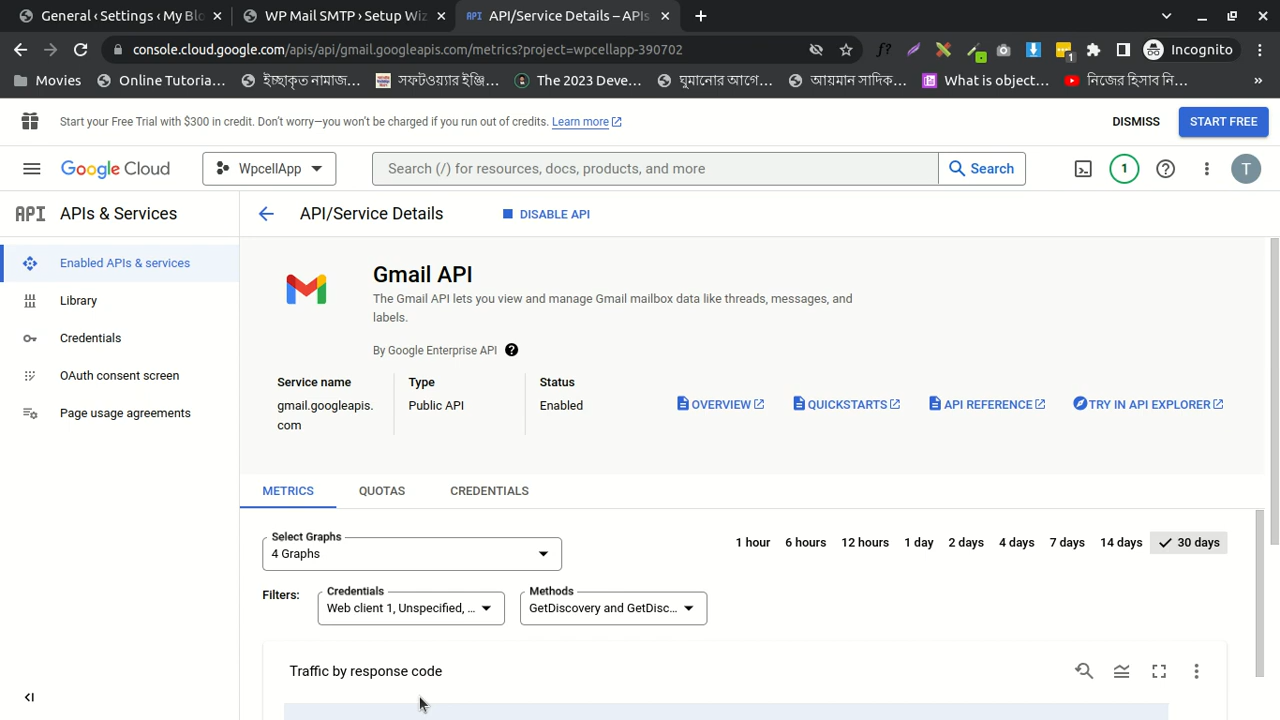 General ‹ Settings ‹ My Blo
WP Mail SMTP › Setup Wiz
API API/Service Details – APIs
console.cloud.google.com/apis/api/gmail.googleapis.com/metrics?project=wpcellapp-390702
f?
1
Incognito
Movies
Online Tutoria...
ইচ্ছাকৃত নামাজ...
সফটওয়্যার ইঞ্জি...
The 2023 Deve...
ঘুমানোর আগে...
আয়মান সাদিক...
What is object...
নিজের হিসাব নি...
»
Start your Free Trial with $300 in credit. Don't worry—you won't be charged if you run out of credits. Learn more
DISMISS
START FREE
Google Cloud
WpcellApp
Search (/) for resources, docs, products, and more
Search
1
T
API APIs & Services
API/Service Details
DISABLE API
Enabled APIs & services
Library
Credentials
OAuth consent screen
Page usage agreements
Gmail API
The Gmail API lets you view and manage Gmail mailbox data like threads, messages, and
labels.
By Google Enterprise API
Service name
gmail.googleapis.
com
Type
Public API
Status
Enabled
OVERVIEW
QUICKSTARTS
API REFERENCE
TRY IN API EXPLORER
METRICS
QUOTAS
CREDENTIALS
Select Graphs
4 Graphs
1 hour
6 hours
12 hours
1 day
2 days
4 days
7 days
14 days
30 days
Filters:
Credentials
Web client 1, Unspecified, ...
Methods
GetDiscovery and GetDisc...
Traffic by response code